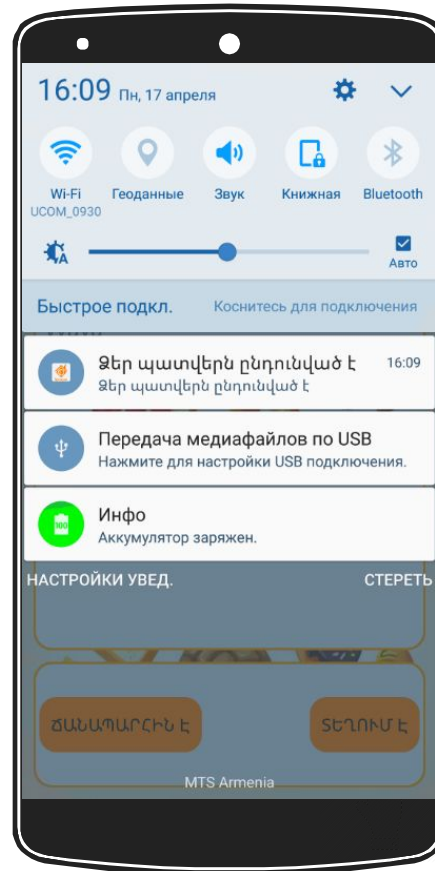 16:09 Пн, 17 апреля
Wi-Fi Геоданные Звук Книжная Bluetooth
UCOM_0930
A
Авто
Быстрое подкл. Коснитесь для подключения
Ձեր պատվերն ընդունված է 16:09
Ձեր պատվերն ընդունված է
Передача медиафайлов по USB
Нажмите для настройки USB подключения.
100
Инфо
Аккумулятор заряжен.
НАСТРОЙКИ УВЕД. СТЕРЕТЬ
ՃԱՆԱՊԱՐՀԻՆ Է ՏԵՂՈՒՄ Է
MTS Armenia